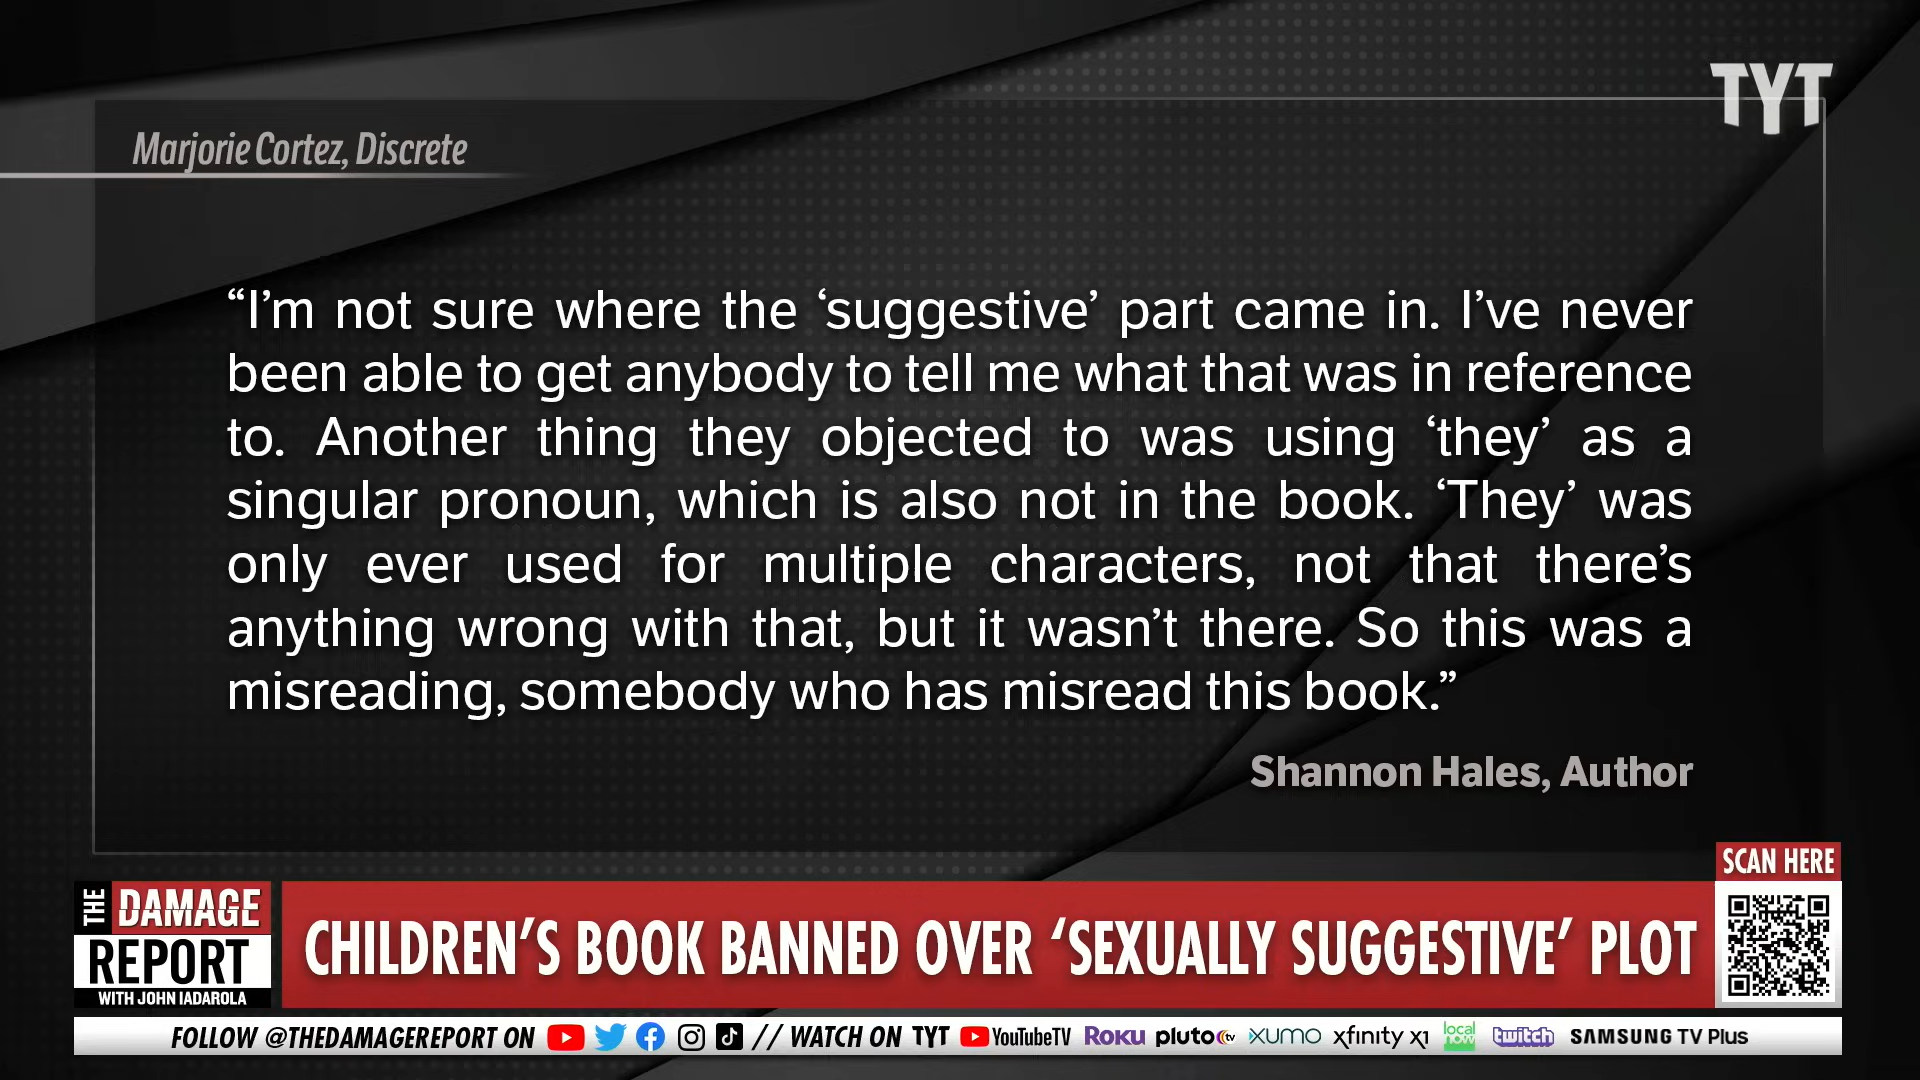 TYT
Marjorie Cortez, Discrete
“I’m not sure where the ‘suggestive’ part came in. I’ve never
been able to get anybody to tell me what that was in reference
to. Another thing they objected to was using ‘they’ as a
singular pronoun, which is also not in the book. ‘They’ was
only ever used for multiple characters, not that there’s
anything wrong with that, but it wasn’t there. So this was a
misreading, somebody who has misread this book.”
Shannon Hales, Author
SCAN HERE
THE DAMAGE
REPORT
WITH JOHN IADAROLA
CHILDREN’S BOOK BANNED OVER ‘SEXUALLY SUGGESTIVE’ PLOT
FOLLOW @THEDAMAGEREPORT ON // WATCH ON TYT YouTubeTV Roku pluto tv xumo xfinity x1 local now twitch SAMSUNG TV Plus